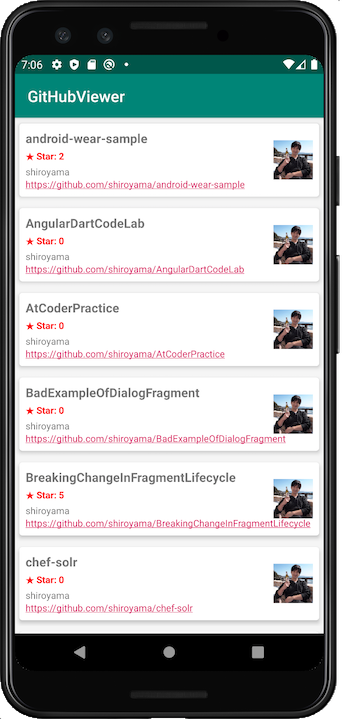 7:06
GitHubViewer
android-wear-sample
★ Star: 2
shiroyama
https://github.com/shiroyama/android-wear-sample
AngularDartCodeLab
★ Star: 0
shiroyama
https://github.com/shiroyama/AngularDartCodeLab
AtCoderPractice
★ Star: 0
shiroyama
https://github.com/shiroyama/AtCoderPractice
BadExampleOfDialogFragment
★ Star: 0
shiroyama
https://github.com/shiroyama/BadExampleOfDialogFragment
BreakingChangeInFragmentLifecycle
★ Star: 5
shiroyama
https://github.com/shiroyama/BreakingChangeInFragmentLifecycle
chef-solr
★ Star: 0
shiroyama
https://github.com/shiroyama/chef-solr